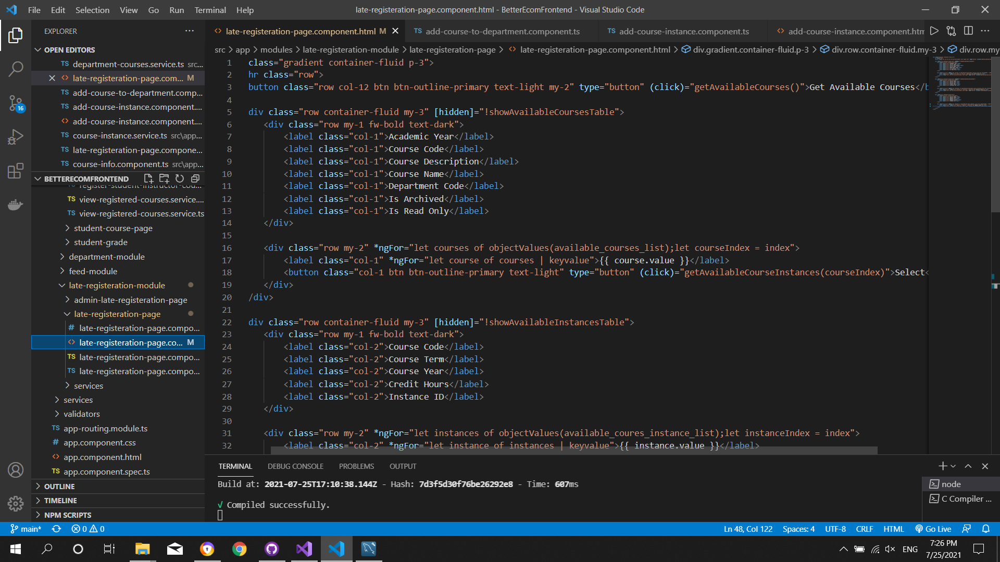 File Edit Selection View Go Run Terminal Help
late-registeration-page.component.html - BetterEcomFrontend - Visual Studio Code
EXPLORER
OPEN EDITORS
TS department-courses.service.ts src...
late-registeration-page.com... M
TS add-course-to-department.comp...
TS add-course-instance.component....
add-course-instance.component....
TS course-instance.service.ts src\app...
TS late-registeration-page.compone...
TS course-info.component.ts src\app...
BETTERECOMFRONTEND
register-student-instructor-cou...
TS view-registered-courses.service....
TS view-registered-courses.service.ts
student-course-page
student-grade
department-module
feed-module
late-registeration-module
admin-late-registeration-page
late-registeration-page
# late-registeration-page.compo...
late-registeration-page.co... M
TS late-registeration-page.compo...
TS late-registeration-page.compo...
services
services
validators
TS app-routing.module.ts
# app.component.css
app.component.html
TS app.component.spec.ts
OUTLINE
TIMELINE
NPM SCRIPTS
late-registeration-page.component.html M
TS add-course-to-department.component.ts
TS add-course-instance.component.ts
add-course-instance.component.htm
src > app > modules > late-registeration-module > late-registeration-page > late-registeration-page.component.html > div.gradient.container-fluid.p-3 > div.row.container-fluid.my-3 > div.row.my
1 class="gradient container-fluid p-3">
2 hr class="row">
3 button class="row col-12 btn btn-outline-primary text-light my-2" type="button" (click)="getAvailableCourses()">Get Available Courses</b
4
5 div class="row container-fluid my-3" [hidden]="!showAvailableCoursesTable">
6 <div class="row my-1 fw-bold text-dark">
7 <label class="col-1">Academic Year</label>
8 <label class="col-1">Course Code</label>
9 <label class="col-1">Course Description</label>
10 <label class="col-1">Course Name</label>
11 <label class="col-1">Department Code</label>
12 <label class="col-1">Is Archived</label>
13 <label class="col-1">Is Read Only</label>
14 </div>
15
16 <div class="row my-2" *ngFor="let courses of objectValues(available_courses_list);let courseIndex = index">
17 <label class="col-1" *ngFor="let course of courses | keyvalue">{{ course.value }}</label>
18 <button class="col-1 btn btn-outline-primary text-light" type="button" (click)="getAvailableCourseInstances(courseIndex)">Select<
19 </div>
20 /div>
21
22 div class="row container-fluid my-3" [hidden]="!showAvailableInstancesTable">
23 <div class="row my-1 fw-bold text-dark">
24 <label class="col-2">Course Code</label>
25 <label class="col-2">Course Term</label>
26 <label class="col-2">Course Year</label>
27 <label class="col-2">Credit Hours</label>
28 <label class="col-2">Instance ID</label>
29 </div>
30
31 <div class="row my-2" *ngFor="let instances of objectValues(available_coures_instance_list);let instanceIndex = index">
32 <label class="col-2" *ngFor="let instance of instances | keyvalue">{{ instance.value }}</label>
TERMINAL DEBUG CONSOLE PROBLEMS OUTPUT
Build at: 2021-07-25T17:10:38.144Z - Hash: 7d3f5d30f76be26292e8 - Time: 607ms
√ Compiled successfully.
node
C Compiler ...
16
main* 0 0
Ln 48, Col 122 Spaces: 4 UTF-8 CRLF HTML Go Live
ENG
7:26 PM
7/25/2021